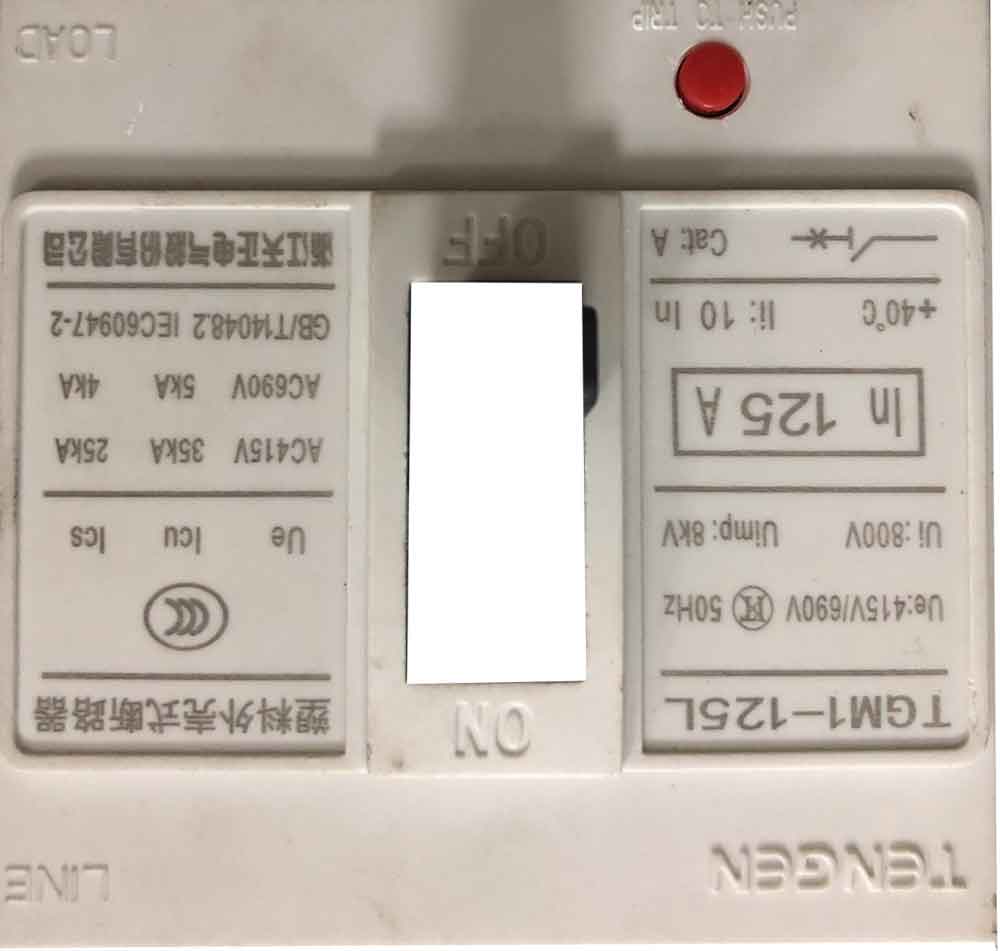 LINE
TENGEN
ON
TGM1-125L
Ue:415V/690V 50Hz
Ui:800V Uimp:8kV
In 125 A
+40℃ Ii: 10 In
Cat: A
塑料外壳式断路器
CCC
Ue Icu Ics
AC415V 35kA 25kA
AC690V 5kA 4kA
GB/T14048.2 IEC60947-2
浙江天正电气股份有限公司
OFF
PUSH TO TRIP
LOAD